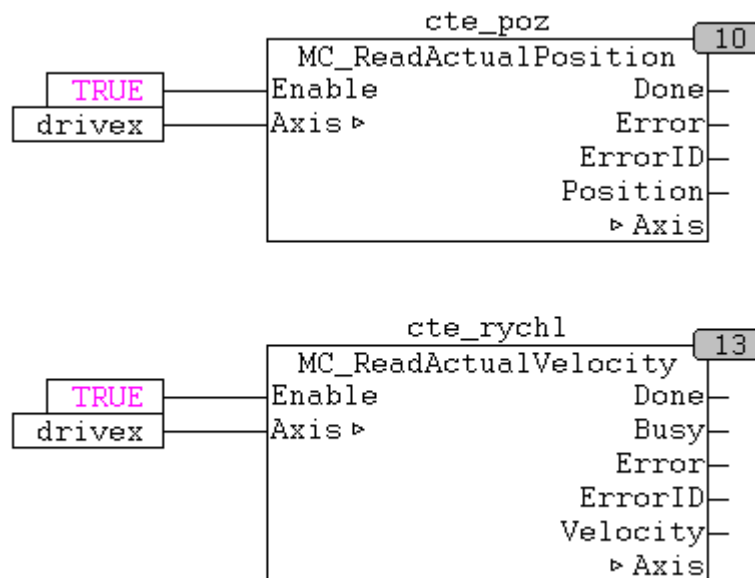 cte_poz
10
MC_ReadActualPosition
TRUE Enable Done
drivex Axis ▹ Error
ErrorID
Position
▹ Axis
cte_rychl
13
MC_ReadActualVelocity
TRUE Enable Done
drivex Axis ▹ Busy
Error
ErrorID
Velocity
▹ Axis